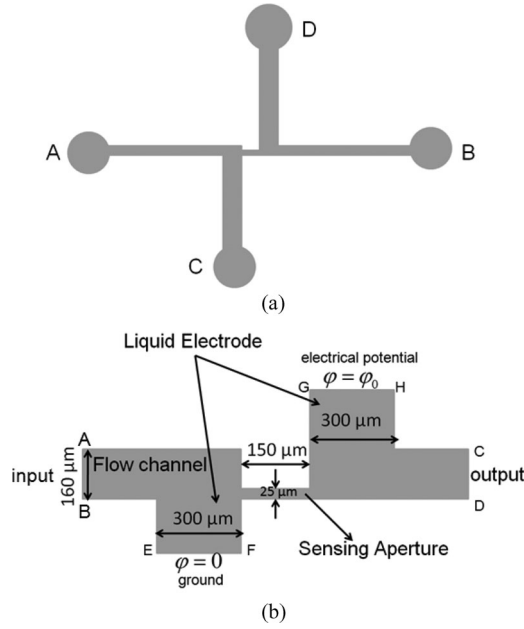 D
A
B
C
(a)
Liquid Electrode
electrical potential
φ = φ₀
G
H
300 μm
A
150 μm
C
input
160 μm
Flow channel
output
B
25 μm
D
300 μm
Sensing Aperture
E
F
φ = 0
ground
(b)